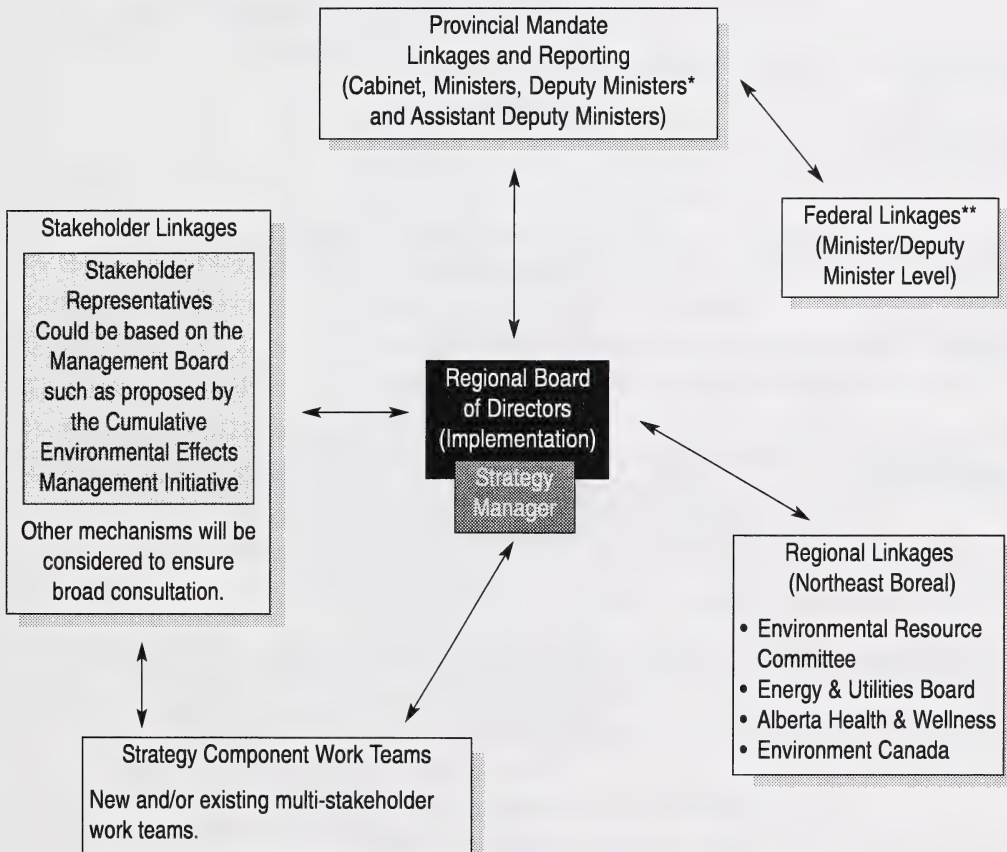 Provincial Mandate
Linkages and Reporting
(Cabinet, Ministers, Deputy Ministers*
and Assistant Deputy Ministers)
Federal Linkages**
(Minister/Deputy
Minister Level)
Stakeholder Linkages
Stakeholder
Representatives
Could be based on the
Management Board
such as proposed by
the Cumulative
Environmental Effects
Management Initiative
Other mechanisms will be
considered to ensure
broad consultation.
Regional Board
of Directors
(Implementation)
Strategy
Manager
Regional Linkages
(Northeast Boreal)
• Environmental Resource
Committee
• Energy & Utilities Board
• Alberta Health & Wellness
• Environment Canada
Strategy Component Work Teams
New and/or existing multi-stakeholder
work teams.